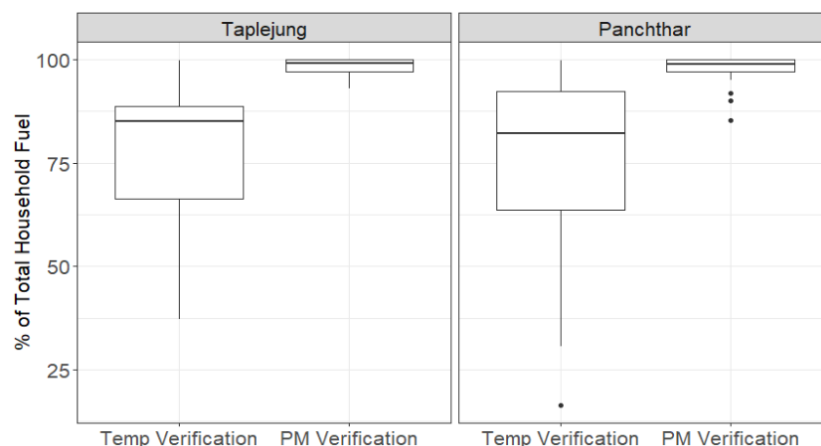 Taplejung
Panchthar
% of Total Household Fuel
100
75
50
25
Temp Verification
PM Verification
Temp Verification
PM Verification